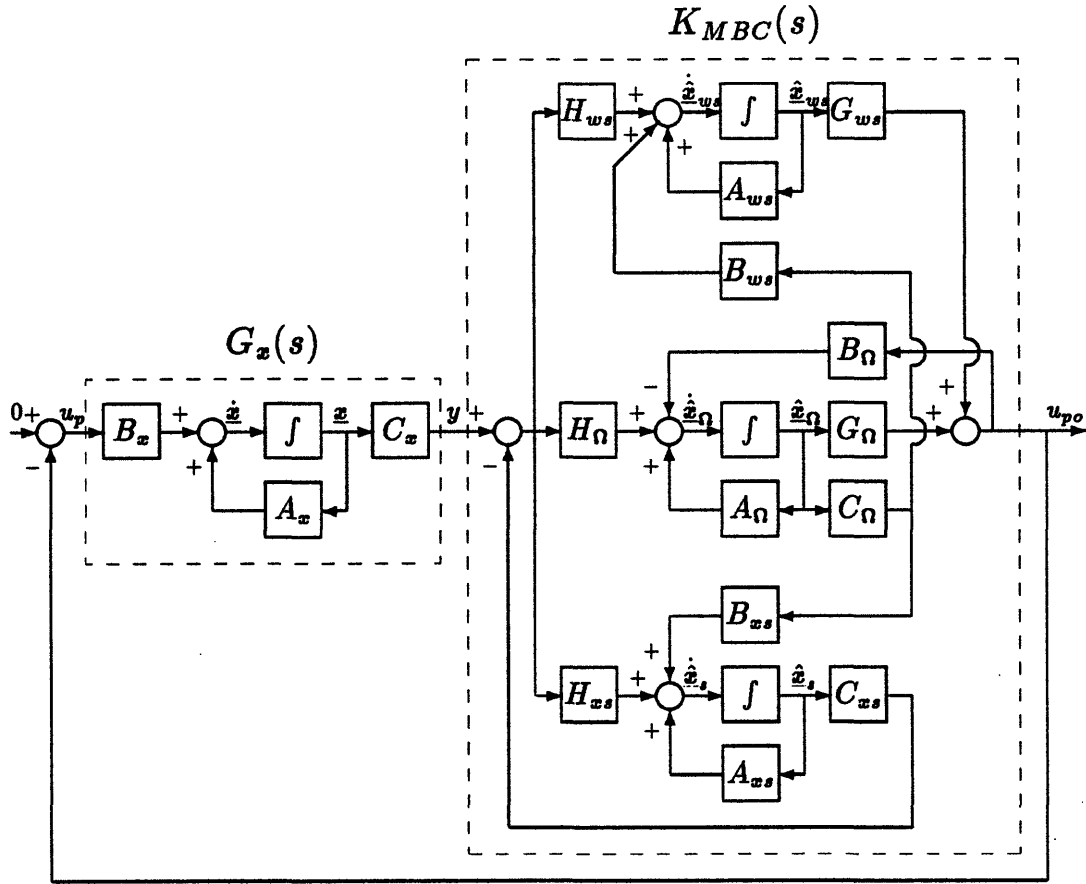 K_{MBC}(s)
H_{ws} + + + \dot{\hat{x}}_{ws} ∫ \hat{x}_{ws} G_{ws}
A_{ws}
B_{ws}
G_x(s)
B_Ω
0 + − u_p B_x + + \dot{x} ∫ x C_x y + − H_Ω + − + \dot{\hat{x}}_Ω ∫ \hat{x}_Ω G_Ω + + u_{po}
A_x
A_Ω C_Ω
B_{xs}
H_{xs} + + + \dot{\hat{x}}_s ∫ \hat{x}_s C_{xs}
A_{xs}